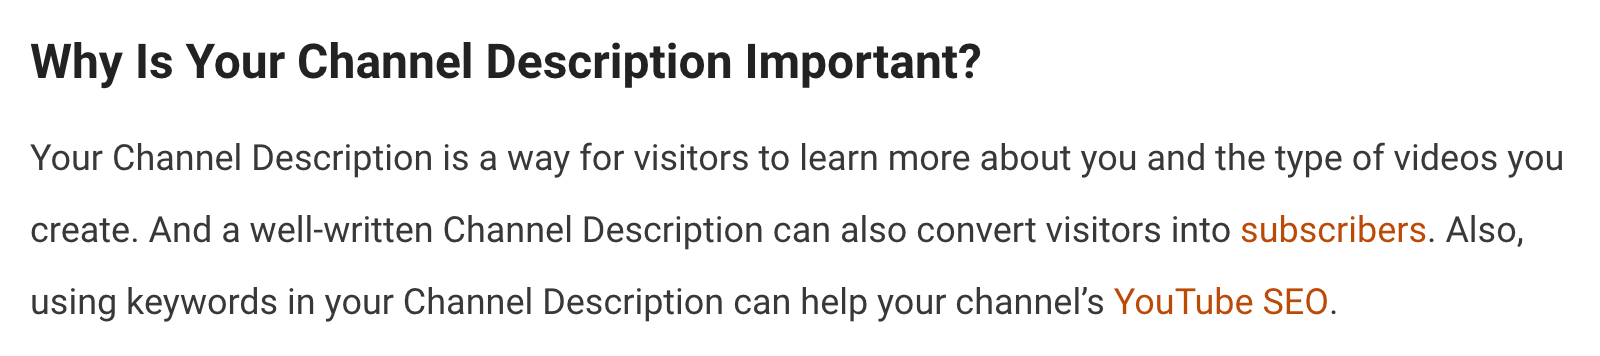 Why Is Your Channel Description Important?
Your Channel Description is a way for visitors to learn more about you and the type of videos you
create. And a well-written Channel Description can also convert visitors into subscribers. Also,
using keywords in your Channel Description can help your channel’s YouTube SEO.